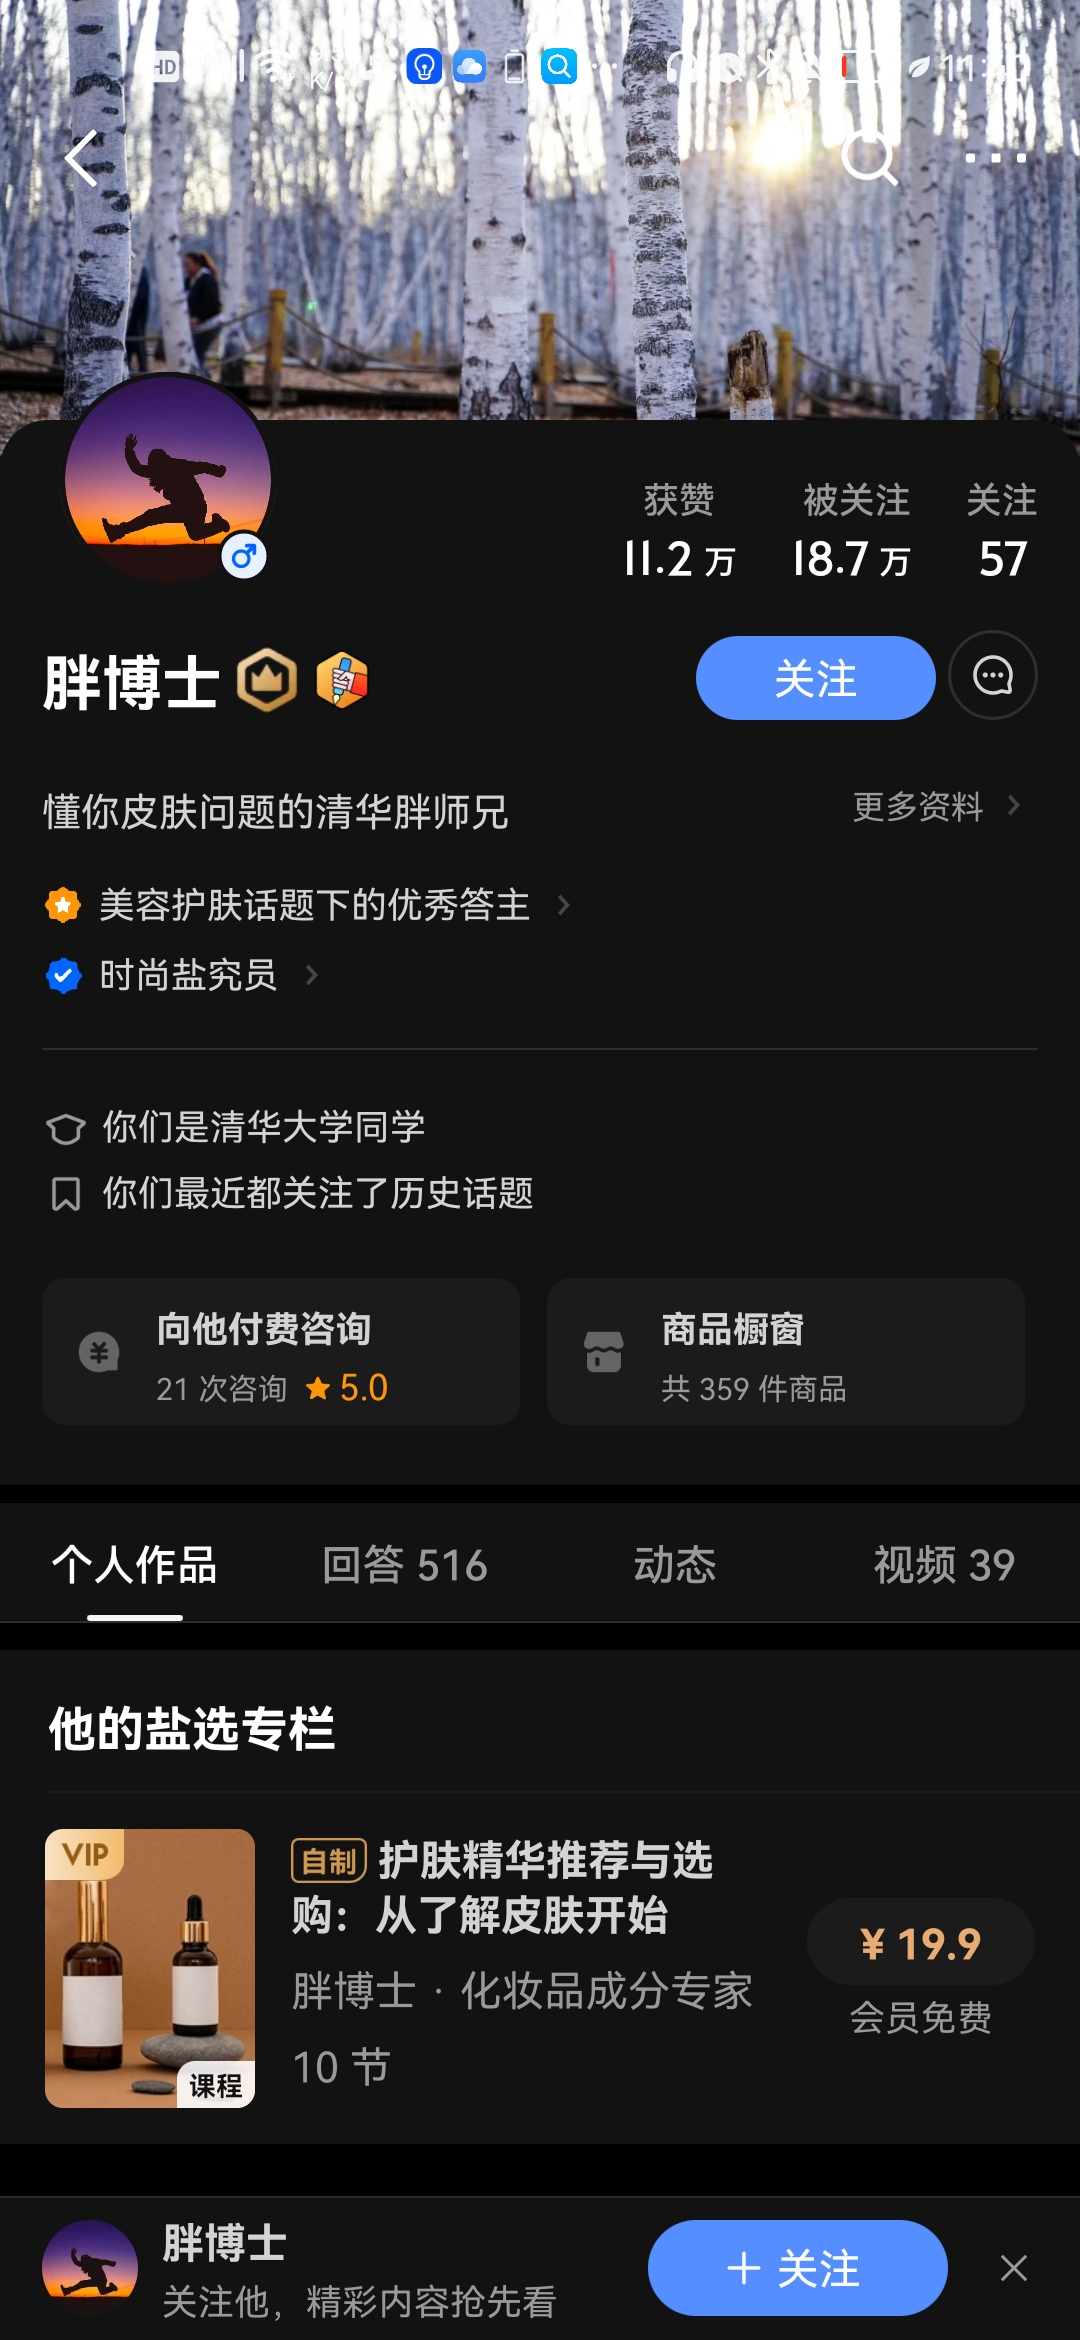 HD
获赞 被关注 关注
11.2 万 18.7 万 57
胖博士
关注
懂你皮肤问题的清华胖师兄
更多资料
美容护肤话题下的优秀答主
时尚盐究员
你们是清华大学同学
你们最近都关注了历史话题
向他付费咨询
21 次咨询 5.0
商品橱窗
共 359 件商品
个人作品 回答 516 动态 视频 39
他的盐选专栏
VIP
课程
自制 护肤精华推荐与选
购：从了解皮肤开始
胖博士 · 化妆品成分专家
10 节
¥ 19.9
会员免费
胖博士
关注他，精彩内容抢先看
＋ 关注